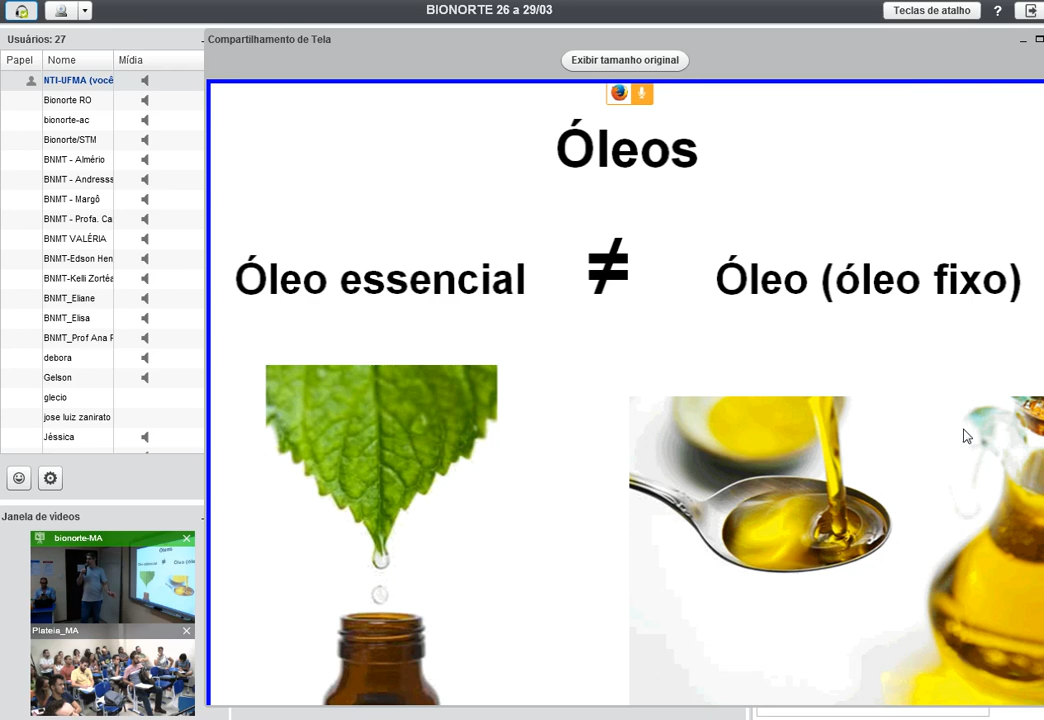 BIONORTE 26 a 29/03
Teclas de atalho
?
Usuários: 27
Compartilhamento de Tela
Papel Nome Mídia
Exibir tamanho original
NTI-UFMA (você
Bionorte RO
bionorte-ac
Bionorte/STM
BNMT - Almério
BNMT - Andresss
BNMT - Margô
BNMT - Profa. Ca
BNMT VALÉRIA
BNMT-Edson Hen
BNMT-Kelli Zortéa
BNMT_Eliane
BNMT_Elisa
BNMT_Prof Ana P
debora
Gelson
glecio
jose luiz zanirato
Jéssica
Óleos
Óleo essencial ≠ Óleo (óleo fixo)
Janela de videos
bionorte-MA
Plateia_MA